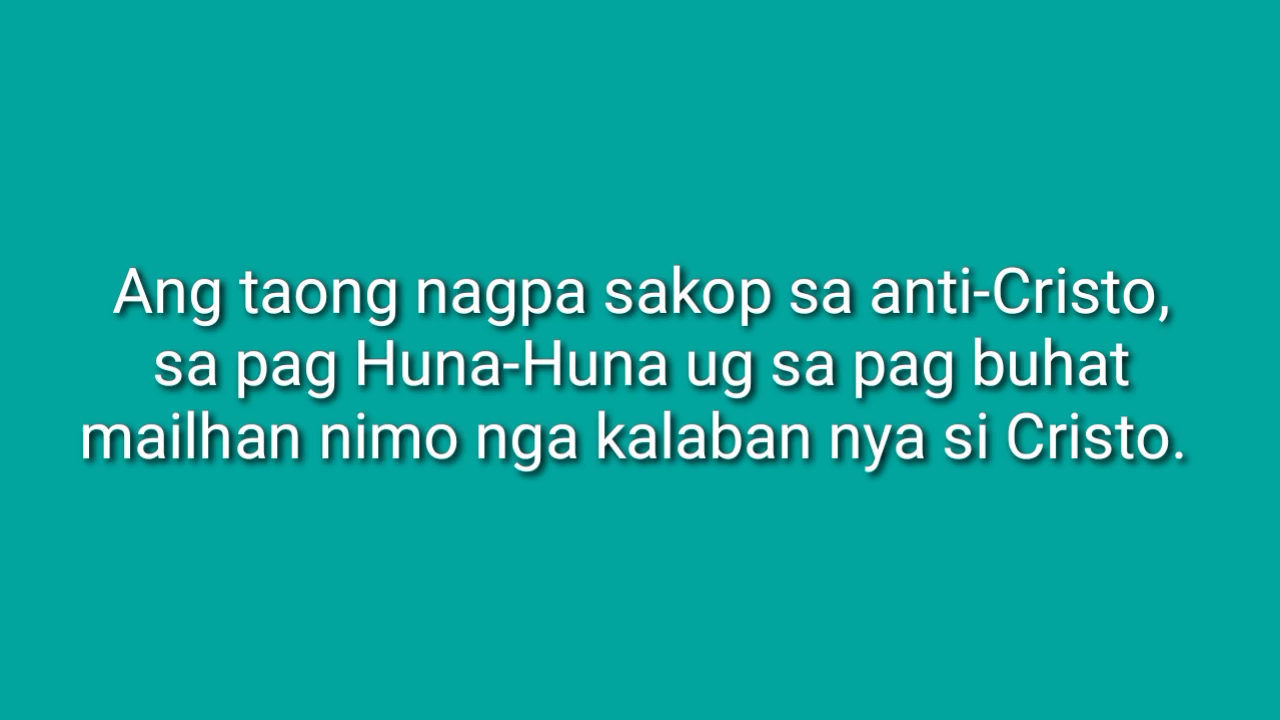 Ang taong nagpa sakop sa anti-Cristo,
sa pag Huna-Huna ug sa pag buhat
mailhan nimo nga kalaban nya si Cristo.